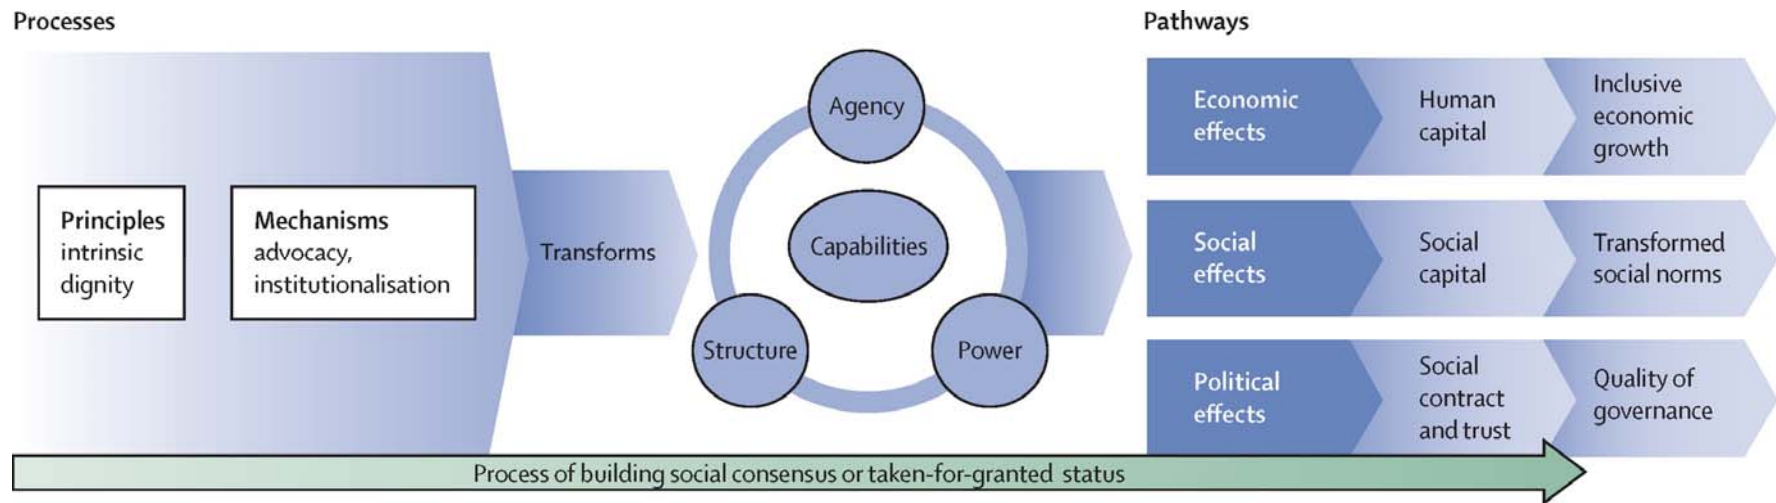 Processes
Principles
intrinsic
dignity
Mechanisms
advocacy,
institutionalisation
Transforms
Agency
Capabilities
Structure
Power
Pathways
Economic
effects
Human
capital
Inclusive
economic
growth
Social
effects
Social
capital
Transformed
social norms
Political
effects
Social
contract
and trust
Quality of
governance
Process of building social consensus or taken-for-granted status